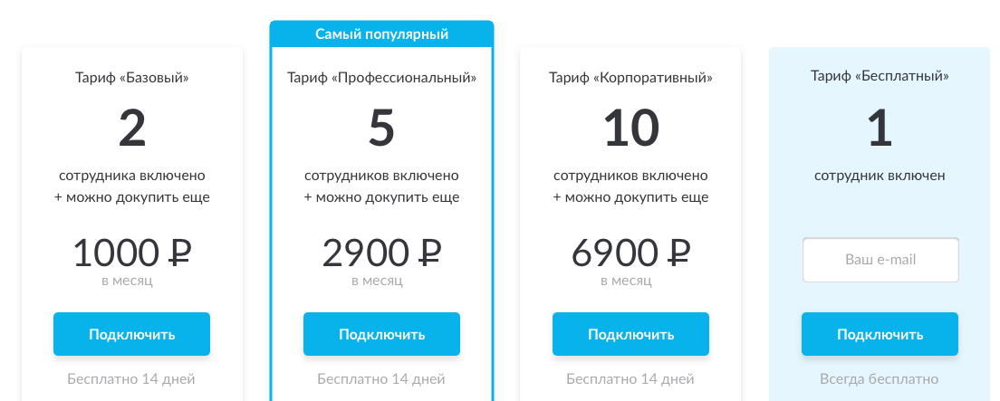 Самый популярный
Тариф «Базовый»
2
сотрудника включено
+ можно докупить еще
1000 ₽
в месяц
Подключить
Бесплатно 14 дней
Тариф «Профессиональный»
5
сотрудников включено
+ можно докупить еще
2900 ₽
в месяц
Подключить
Бесплатно 14 дней
Тариф «Корпоративный»
10
сотрудников включено
+ можно докупить еще
6900 ₽
в месяц
Подключить
Бесплатно 14 дней
Тариф «Бесплатный»
1
сотрудник включен
Ваш e-mail
Подключить
Всегда бесплатно